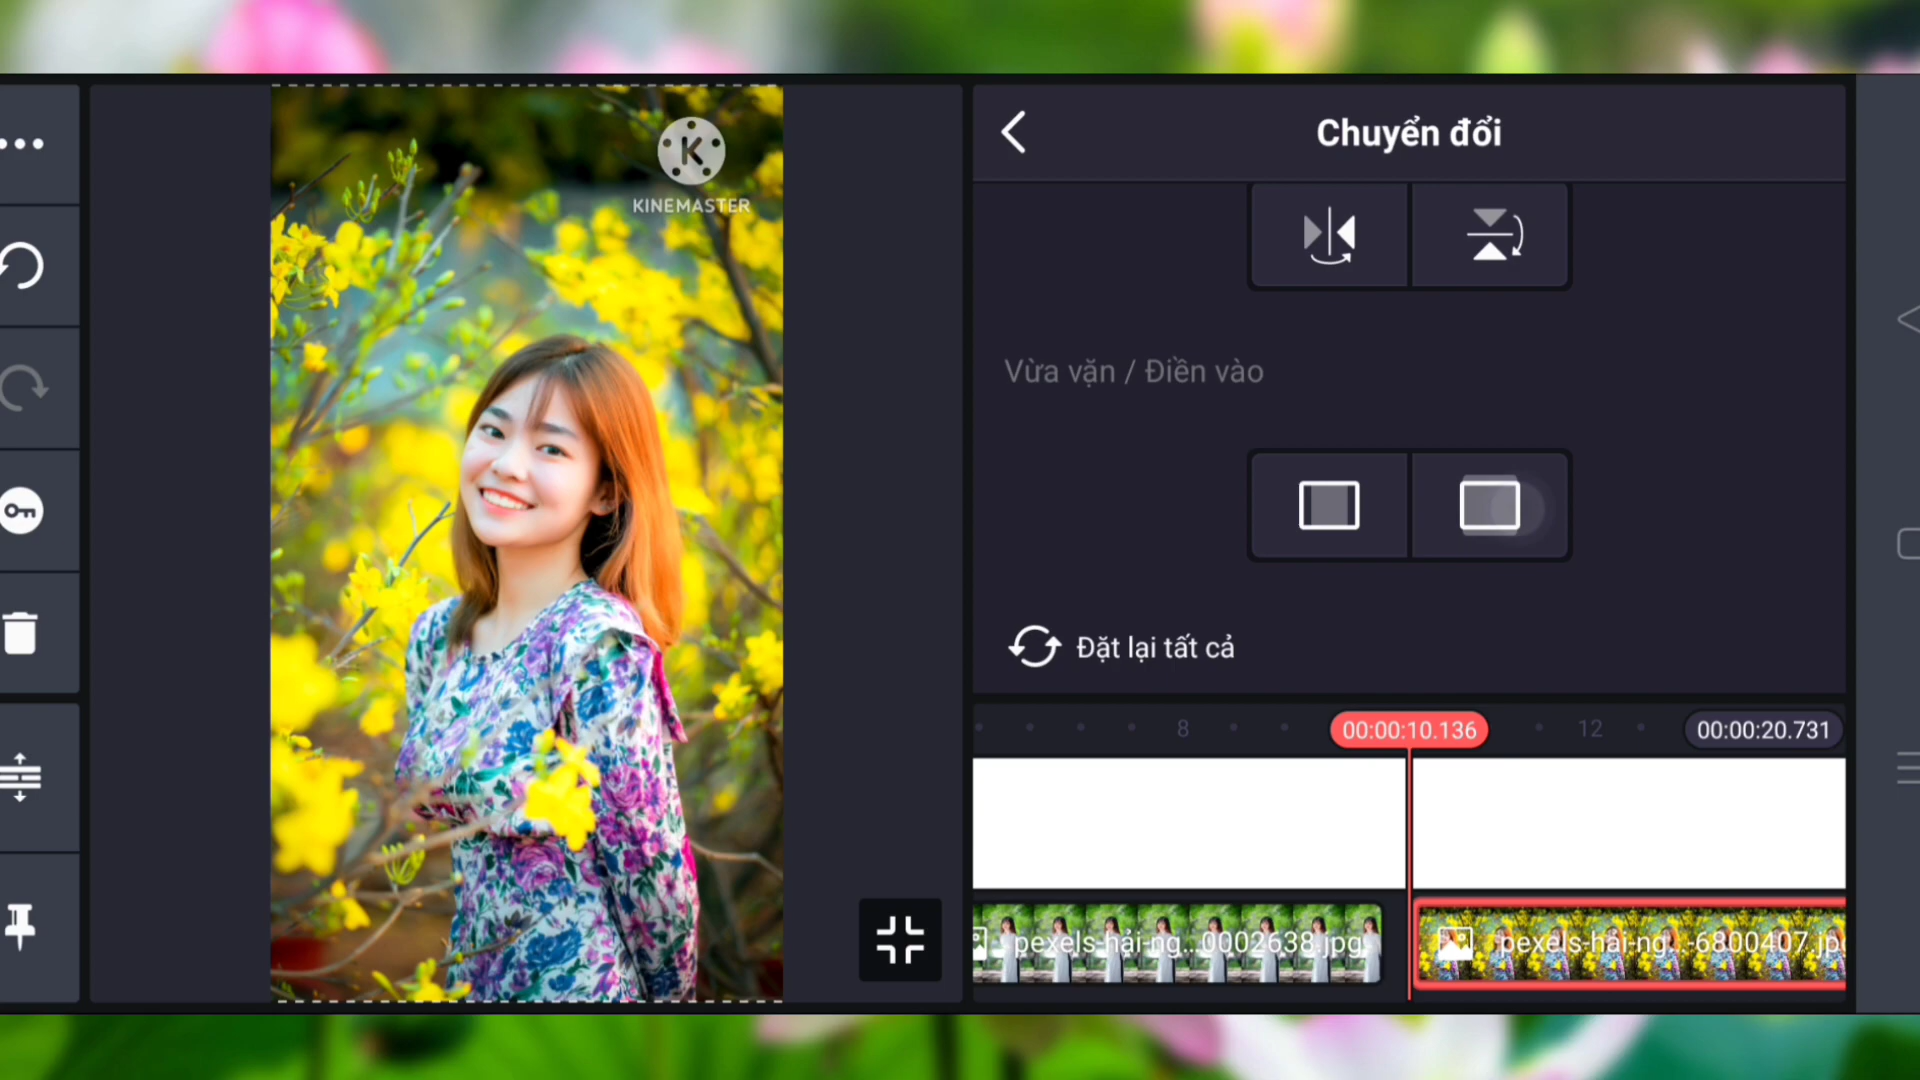 KINEMASTER
Chuyển đổi
Vừa vặn / Điền vào
Đặt lại tất cả
8
00:00:10.136
12
00:00:20.731
pexels-hải-ng...0002638.jpg
pexels-hải-ng...-6800407.jp